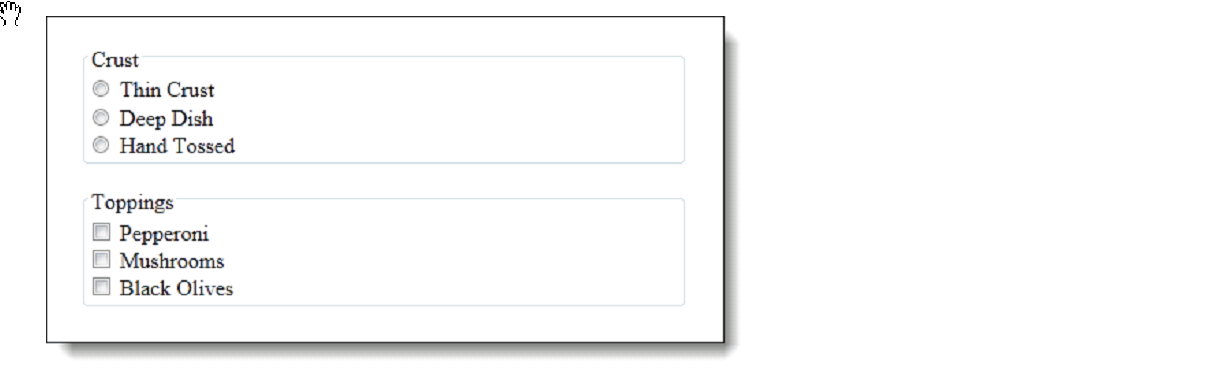 Crust
Thin Crust
Deep Dish
Hand Tossed
Toppings
Pepperoni
Mushrooms
Black Olives